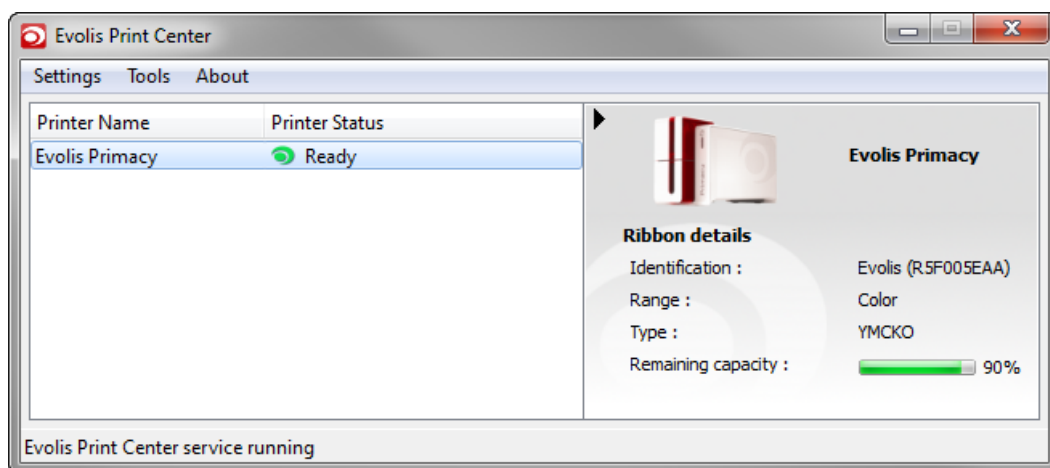 Evolis Print Center
Settings Tools About
Printer Name Printer Status
Evolis Primacy Ready
Evolis Primacy
Ribbon details
Identification : Evolis (R5F005EAA)
Range : Color
Type : YMCKO
Remaining capacity : 90%
Evolis Print Center service running